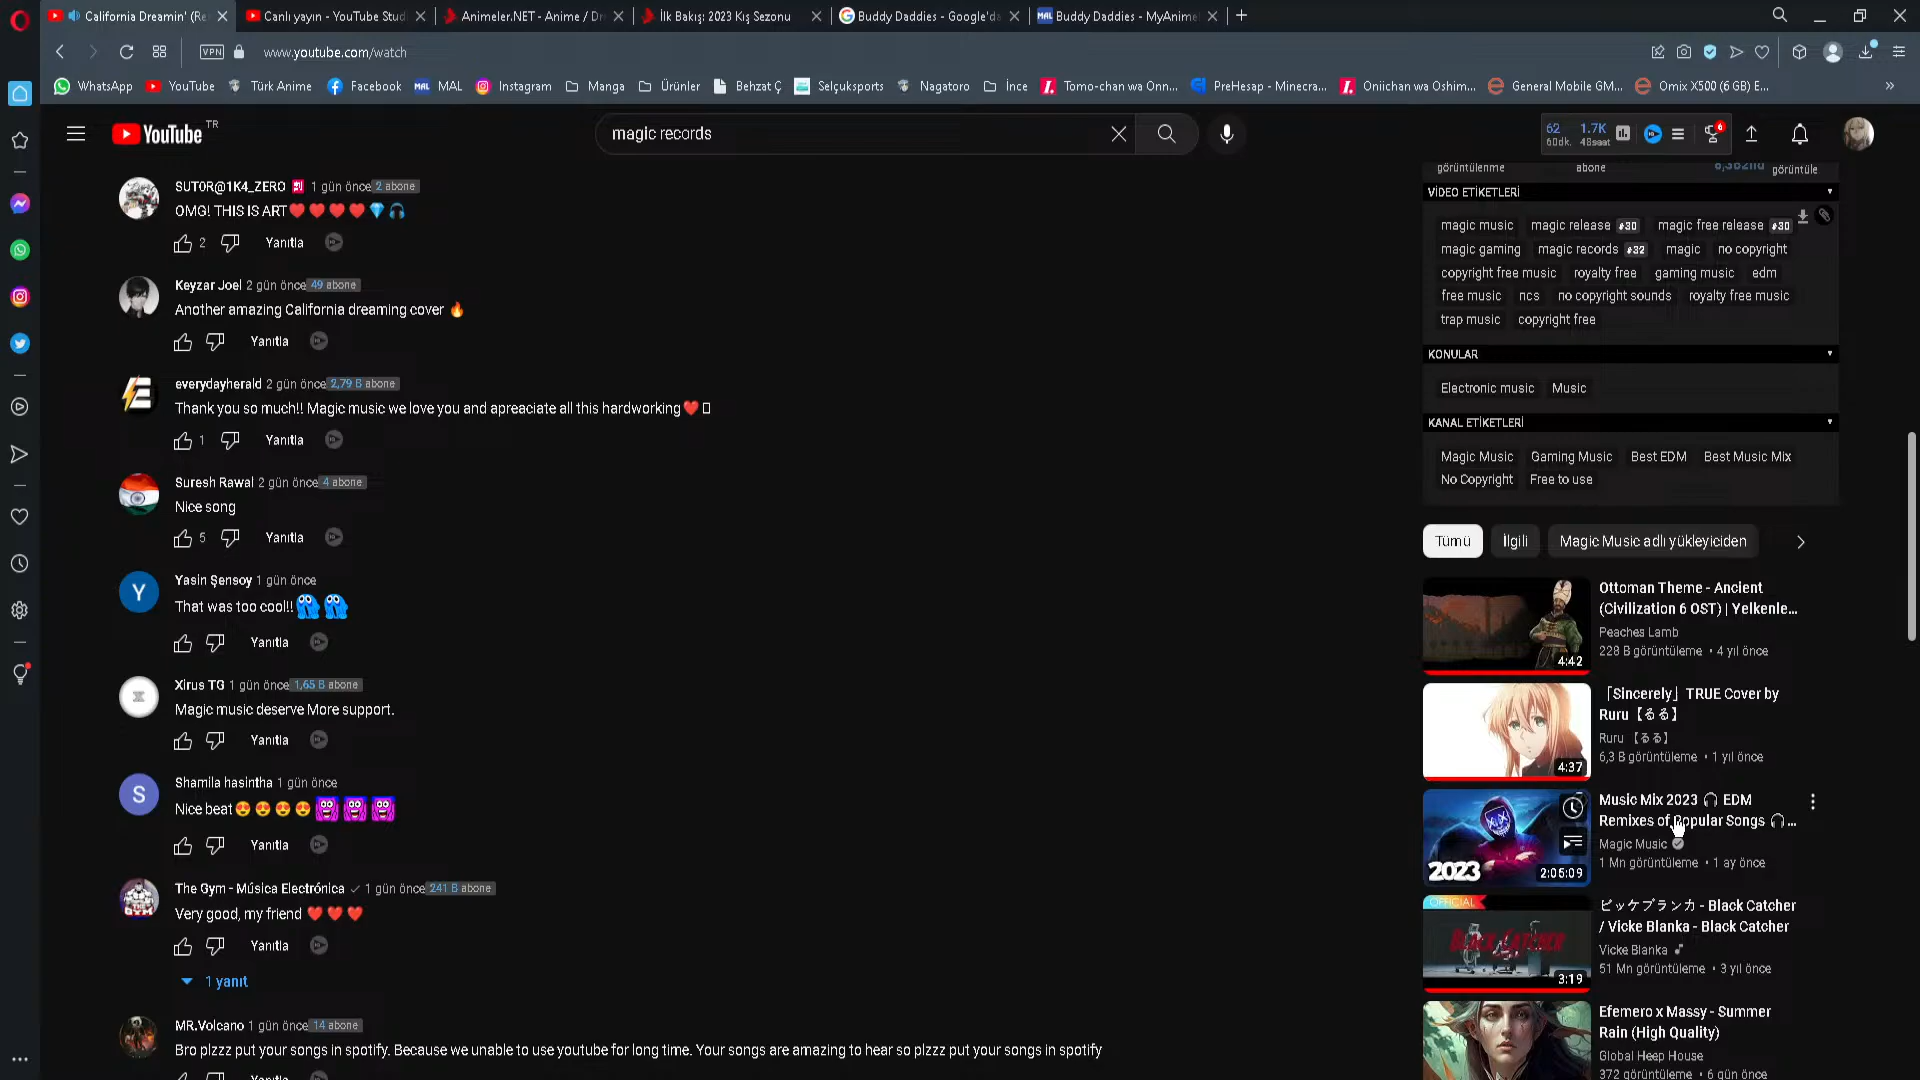 California Dreamin' (Re
Canlı yayın - YouTube Stud
Animeler.NET - Anime / Dr
İlk Bakış: 2023 Kış Sezonu
Buddy Daddies - Google'da
Buddy Daddies - MyAnime
VPN
www.youtube.com/watch
WhatsApp
YouTube
Türk Anime
Facebook
MAL
MAL
Instagram
Manga
Ürünler
Behzat Ç
Selçuksports
Nagatoro
İnce
Tomo-chan wa Onn...
PreHesap - Minecra...
Oniichan wa Oshim...
General Mobile GM...
Omix X500 (6 GB) E...
YouTube TR
magic records
62 1.7K
60dk. 48saat
6
SUT0R@1K4_ZERO 1 gün önce 2 abone
OMG! THIS IS ART❤️❤️❤️❤️💎🎧
2 Yanıtla
Keyzar Joel 2 gün önce 49 abone
Another amazing California dreaming cover 🔥
Yanıtla
everydayherald 2 gün önce 2,79 B abone
Thank you so much!! Magic music we love you and apreaciate all this hardworking❤️
1 Yanıtla
Suresh Rawal 2 gün önce 4 abone
Nice song
5 Yanıtla
Y
Yasin Şensoy 1 gün önce
That was too cool!!
Yanıtla
Xirus TG 1 gün önce 1,65 B abone
Magic music deserve More support.
Yanıtla
S
Shamila hasintha 1 gün önce
Nice beat😍😍😍😍
Yanıtla
THE GYM
The Gym - Música Electrónica ✓ 1 gün önce 241 B abone
Very good, my friend ❤️❤️❤️
Yanıtla
1 yanıt
MR.Volcano 1 gün önce 14 abone
Bro plzzz put your songs in spotify. Because we unable to use youtube for long time. Your songs are amazing to hear so plzzz put your songs in spotify
Yanıtla
görüntülenme abone görüntüle
VİDEO ETİKETLERİ
magic music magic release #30 magic free release #30
magic gaming magic records #32 magic no copyright
copyright free music royalty free gaming music edm
free music ncs no copyright sounds royalty free music
trap music copyright free
KONULAR
Electronic music Music
KANAL ETİKETLERİ
Magic Music Gaming Music Best EDM Best Music Mix
No Copyright Free to use
Tümü İlgili Magic Music adlı yükleyiciden
4:42
Ottoman Theme - Ancient
(Civilization 6 OST) | Yelkenle...
Peaches Lamb
228 B görüntüleme • 4 yıl önce
4:37
「Sincerely」TRUE Cover by
Ruru【るる】
Ruru 【るる】
6,3 B görüntüleme • 1 yıl önce
2023
2:05:09
Music Mix 2023 🎧 EDM
Remixes of Popular Songs 🎧...
Magic Music
1 Mn görüntüleme • 1 ay önce
OFFICIAL
BLACK CATCHER
3:19
ビッケブランカ - Black Catcher
/ Vicke Blanka - Black Catcher
Vicke Blanka
51 Mn görüntüleme • 3 yıl önce
Efemero x Massy - Summer
Rain (High Quality)
Global Heep House
372 görüntüleme • 6 gün önce